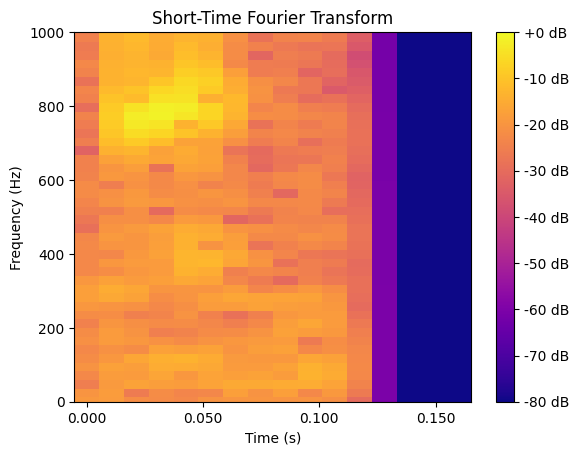 Short-Time Fourier Transform
1000
800
600
400
200
0
Frequency (Hz)
0.000
0.050
0.100
0.150
Time (s)
+0 dB
-10 dB
-20 dB
-30 dB
-40 dB
-50 dB
-60 dB
-70 dB
-80 dB